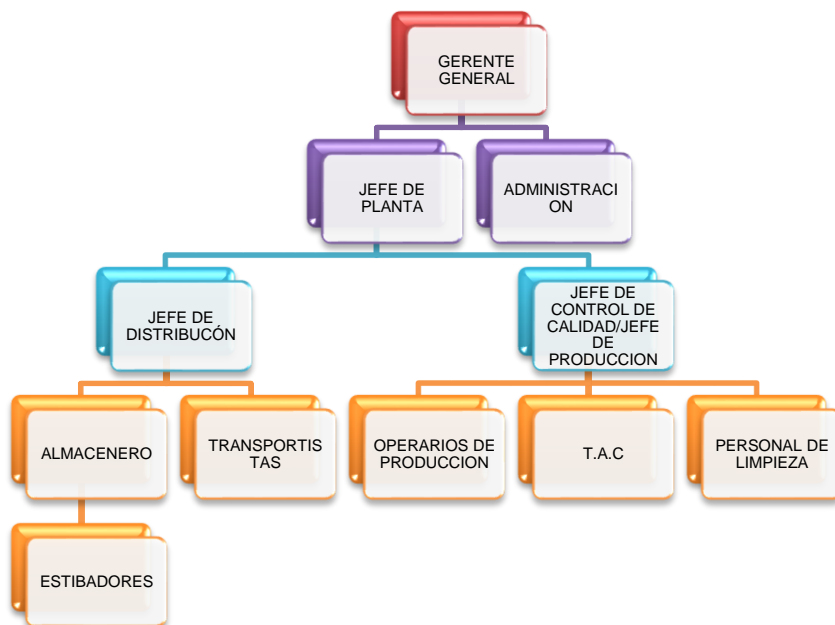 GERENTE
GENERAL
JEFE DE
PLANTA
ADMINISTRACI
ON
JEFE DE
DISTRIBUCÓN
JEFE DE
CONTROL DE
CALIDAD/JEFE
DE
PRODUCCION
ALMACENERO
TRANSPORTIS
TAS
OPERARIOS DE
PRODUCCION
T.A.C
PERSONAL DE
LIMPIEZA
ESTIBADORES